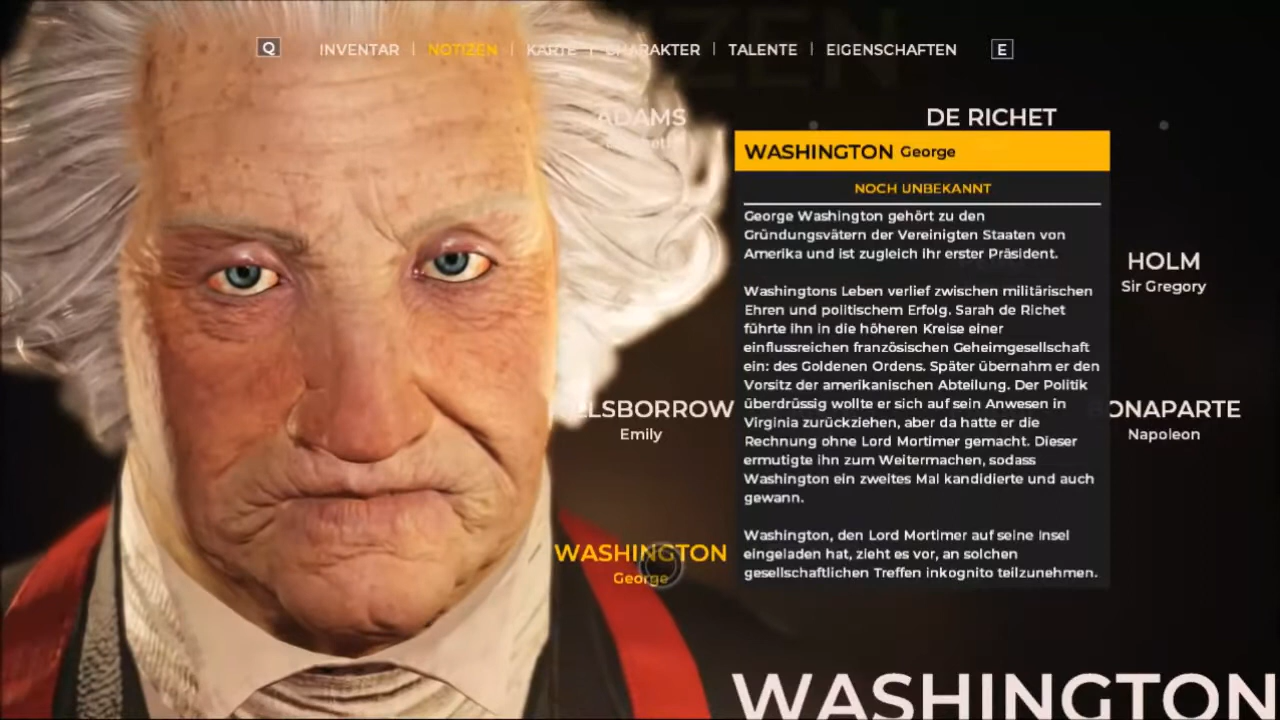 Q INVENTAR NOTIZEN KARTE CHARAKTER TALENTE EIGENSCHAFTEN E
ADAMS
DE RICHET
WASHINGTON George
NOCH UNBEKANNT
George Washington gehört zu den
Gründungsvätern der Vereinigten Staaten von
Amerika und ist zugleich ihr erster Präsident.
Washingtons Leben verlief zwischen militärischen
Ehren und politischem Erfolg. Sarah de Richet
führte ihn in die höheren Kreise einer
einflussreichen französischen Geheimgesellschaft
ein: des Goldenen Ordens. Später übernahm er den
Vorsitz der amerikanischen Abteilung. Der Politik
überdrüssig wollte er sich auf sein Anwesen in
Virginia zurückziehen, aber da hatte er die
Rechnung ohne Lord Mortimer gemacht. Dieser
ermutigte ihn zum Weitermachen, sodass
Washington ein zweites Mal kandidierte und auch
gewann.
Washington, den Lord Mortimer auf seine Insel
eingeladen hat, zieht es vor, an solchen
gesellschaftlichen Treffen inkognito teilzunehmen.
HOLM
Sir Gregory
LSBORROW
Emily
ONAPARTE
Napoleon
WASHINGTON
George
WASHINGTON